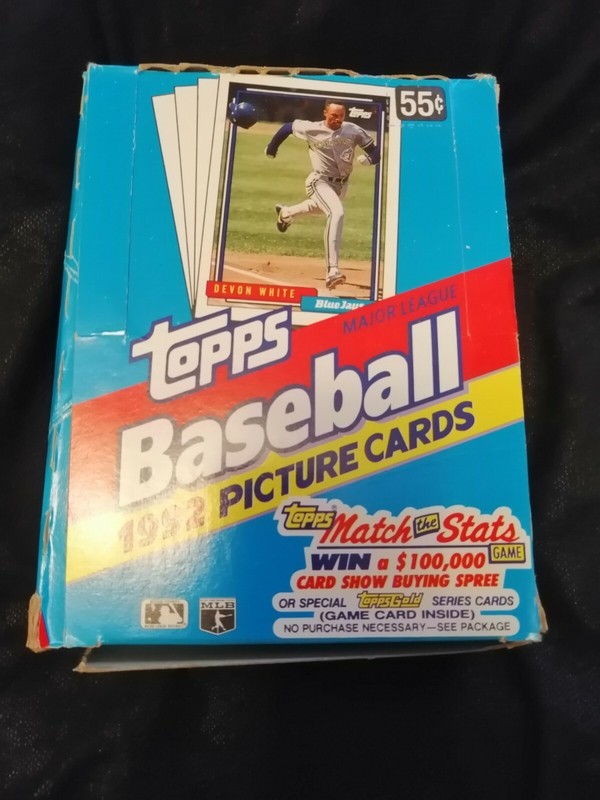 55¢
topps
DEVON WHITE
Blue Jays
MAJOR LEAGUE
topps
Baseball
1992 PICTURE CARDS
topps
Match the Stats
GAME
WIN a $100,000
CARD SHOW BUYING SPREE
OR SPECIAL ToppsGold SERIES CARDS
(GAME CARD INSIDE)
NO PURCHASE NECESSARY—SEE PACKAGE
MLB